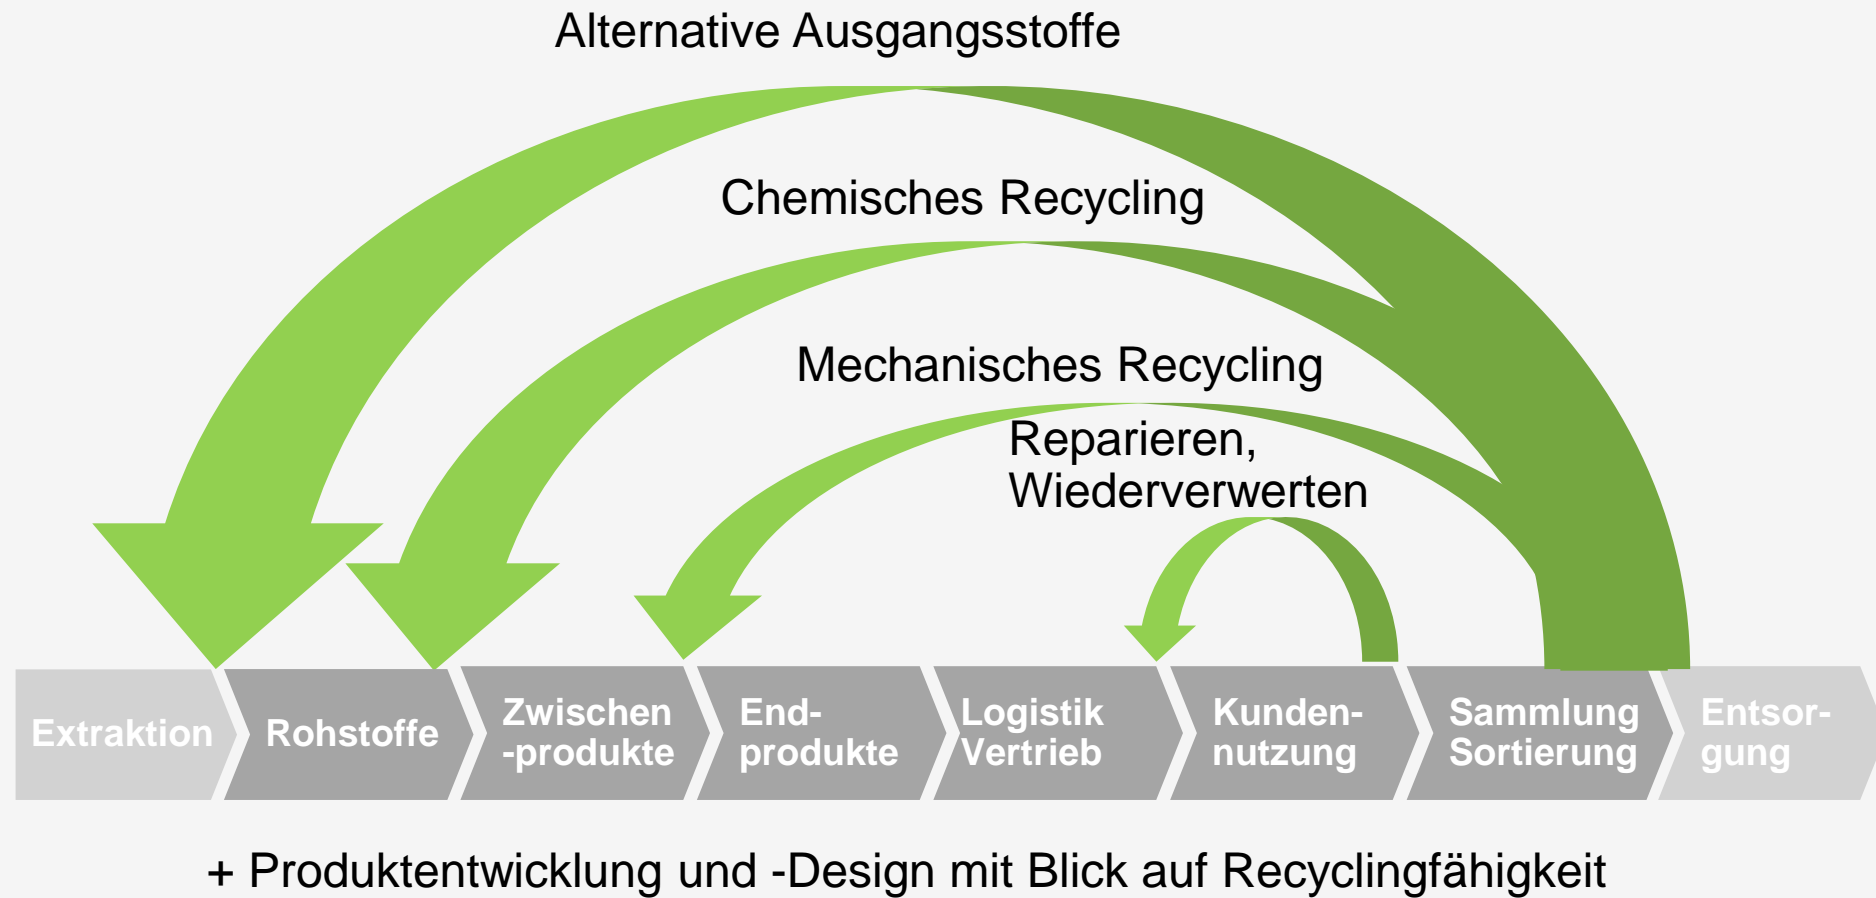 Alternative Ausgangsstoffe
Chemisches Recycling
Mechanisches Recycling
Reparieren,
Wiederverwerten
Extraktion
Rohstoffe
Zwischen
-produkte
End-
produkte
Logistik
Vertrieb
Kunden-
nutzung
Sammlung
Sortierung
Entsor-
gung
+ Produktentwicklung und -Design mit Blick auf Recyclingfähigkeit